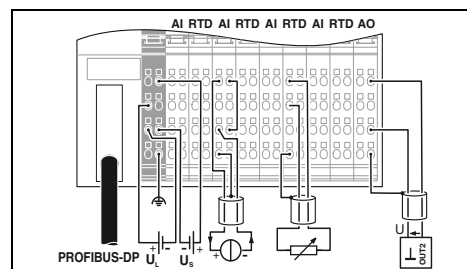 AI RTD AI RTD AI RTD AI RTD AO
+ - + - + -
U
OUT2
PROFIBUS-DP U_L U_S